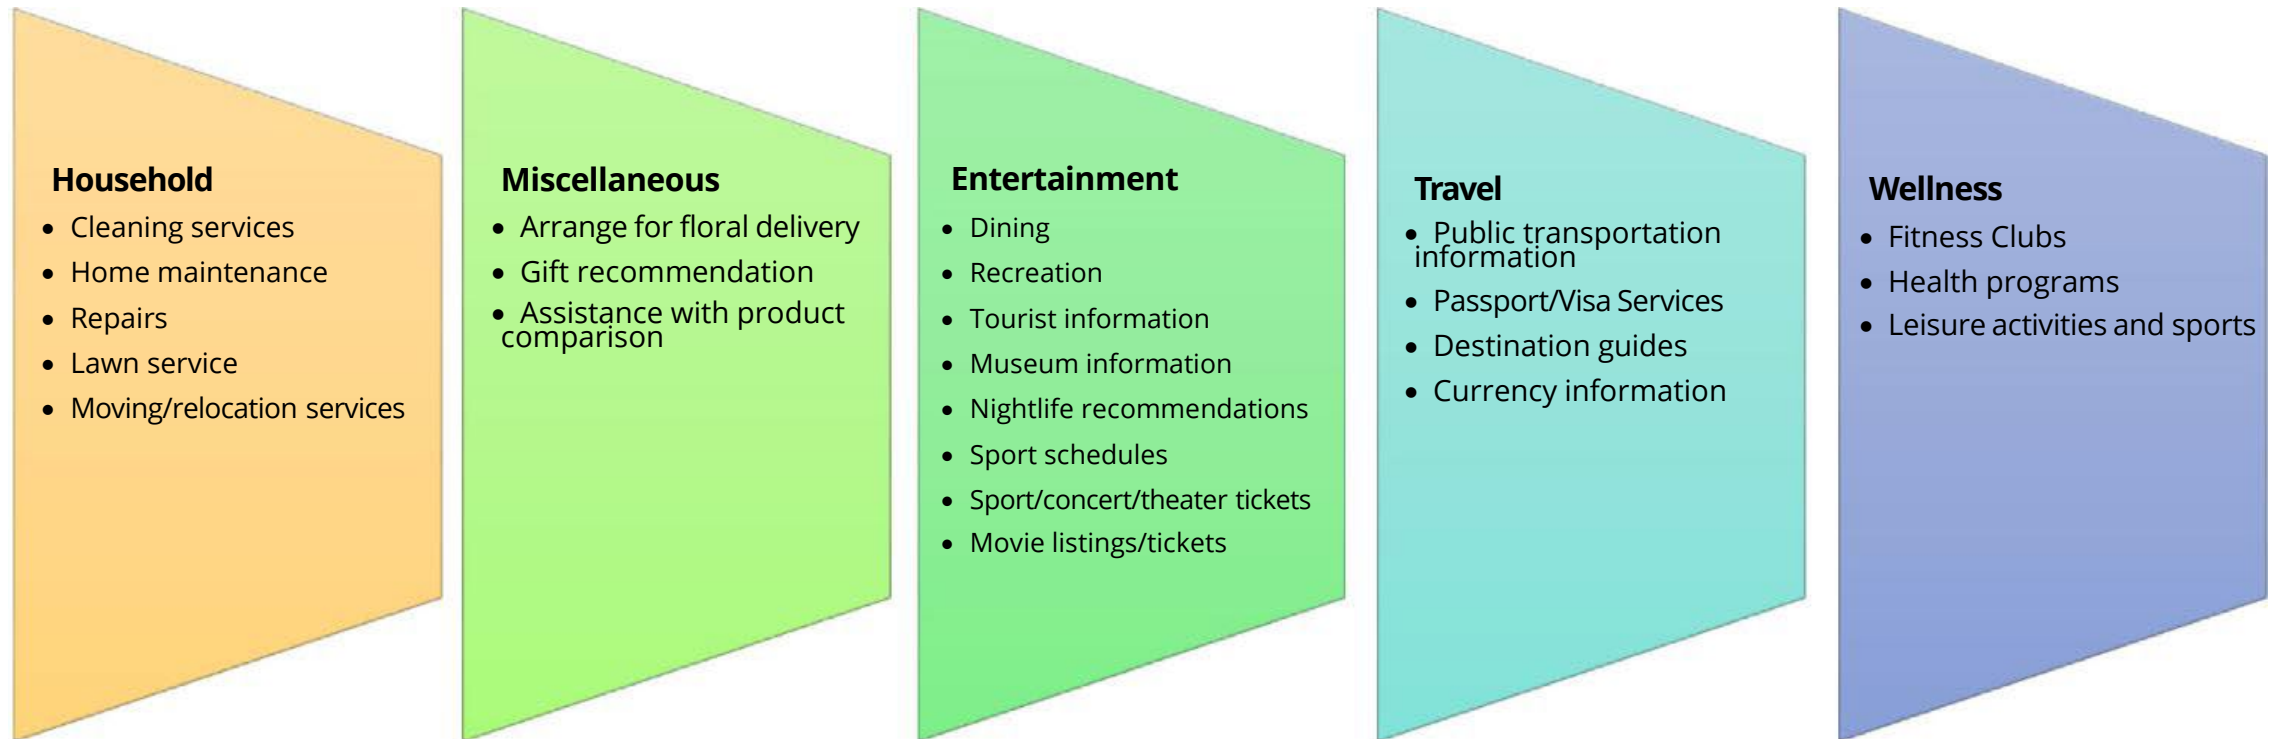 Household
• Cleaning services
• Home maintenance
• Repairs
• Lawn service
• Moving/relocation services
Miscellaneous
• Arrange for floral delivery
• Gift recommendation
• Assistance with product
comparison
Entertainment
• Dining
• Recreation
• Tourist information
• Museum information
• Nightlife recommendations
• Sport schedules
• Sport/concert/theater tickets
• Movie listings/tickets
Travel
• Public transportation
information
• Passport/Visa Services
• Destination guides
• Currency information
Wellness
• Fitness Clubs
• Health programs
• Leisure activities and sports